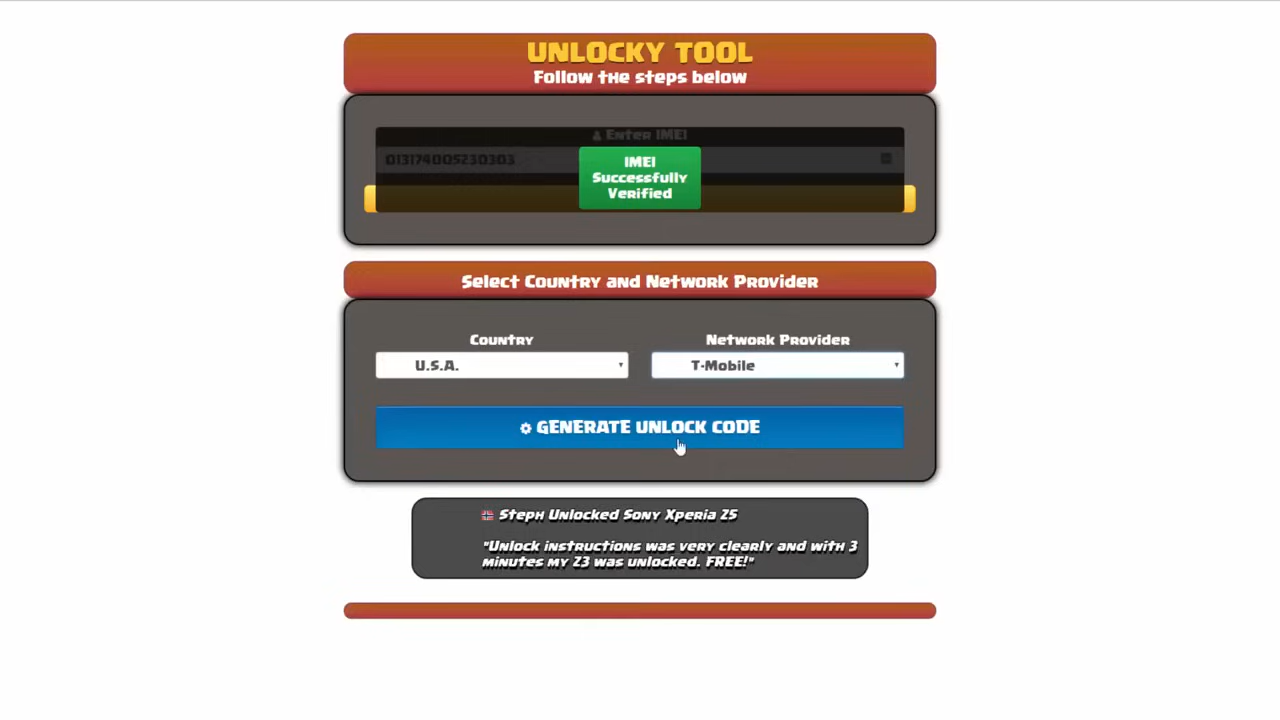 UNLOCKY TOOL
Follow the steps below
Enter IMEI
013174005230303
IMEI
Successfully
Verified
Select Country and Network Provider
Country
Network Provider
U.S.A.
T-Mobile
GENERATE UNLOCK CODE
Steph Unlocked Sony Xperia Z5
"Unlock instructions was very clearly and with 3
minutes my Z3 was unlocked. FREE!"